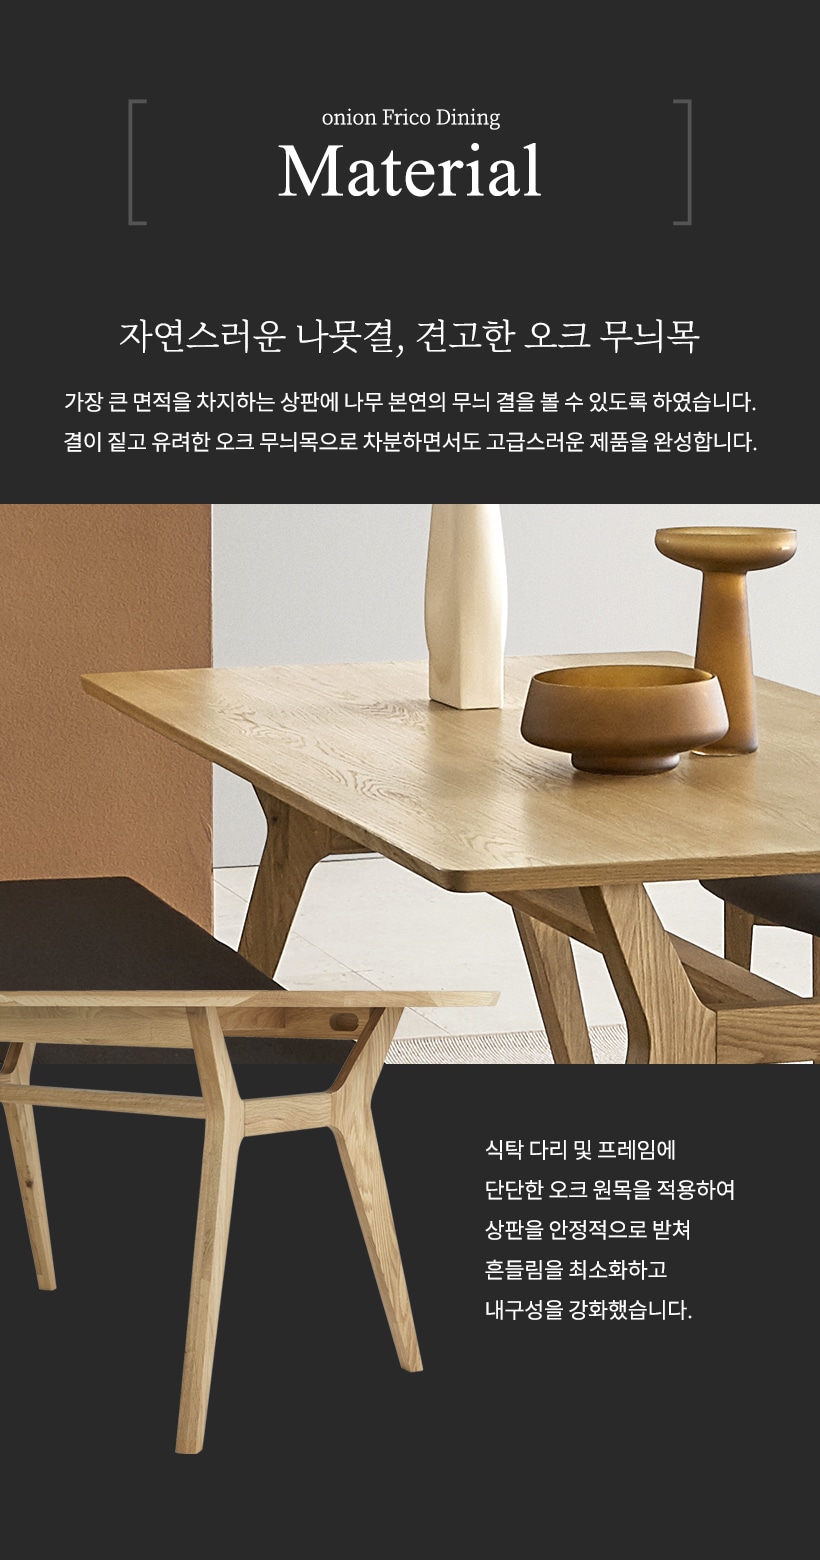 onion Frico Dining
Material
자연스러운 나뭇결, 견고한 오크 무늬목
가장 큰 면적을 차지하는 상판에 나무 본연의 무늬 결을 볼 수 있도록 하였습니다.
결이 짙고 유려한 오크 무늬목으로 차분하면서도 고급스러운 제품을 완성합니다.
식탁 다리 및 프레임에
단단한 오크 원목을 적용하여
상판을 안정적으로 받쳐
흔들림을 최소화하고
내구성을 강화했습니다.